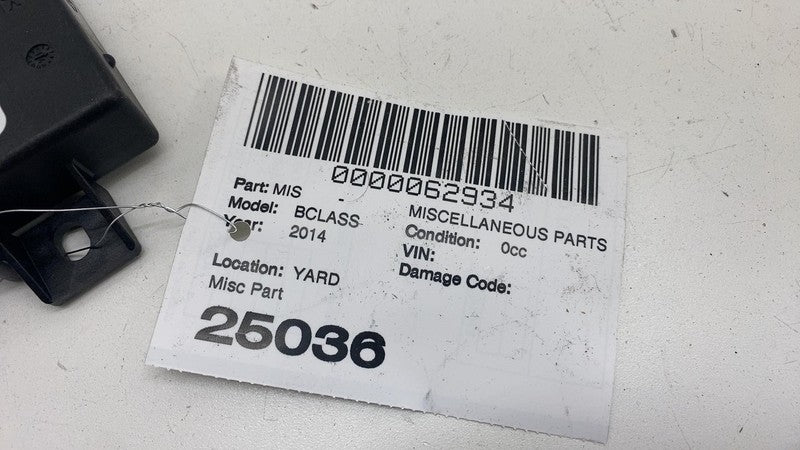 0000062934
Part: MIS - MISCELLANEOUS PARTS
Model: BCLASS Condition: 0cc
Year: 2014 VIN:
Damage Code:
Location: YARD
Misc Part
25036